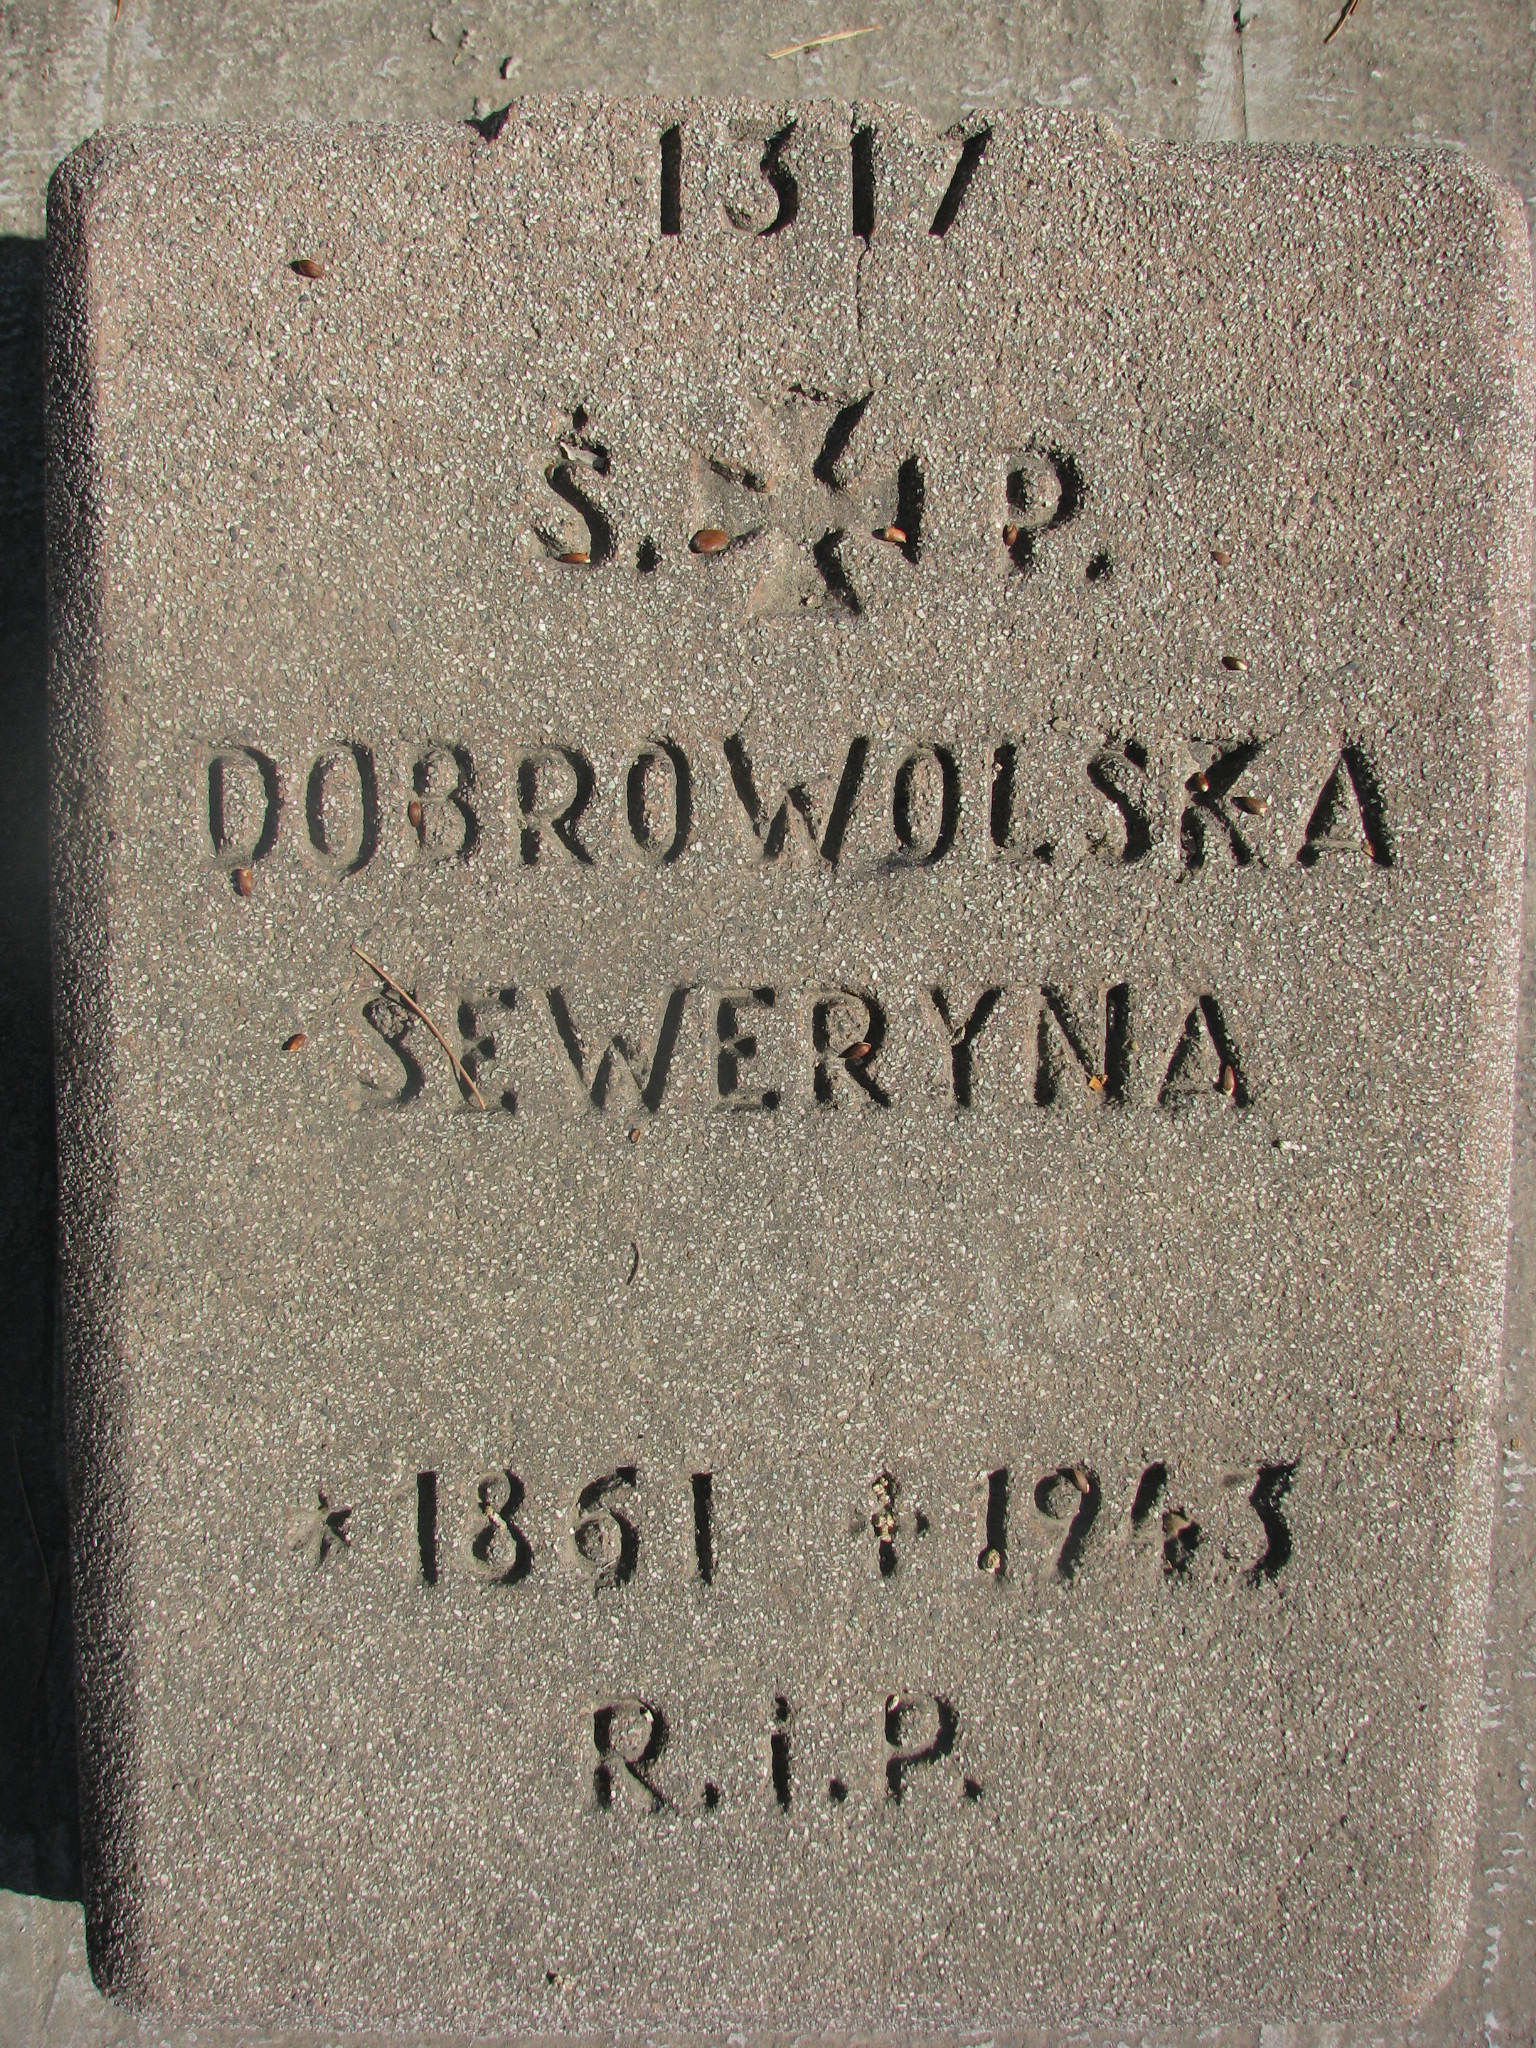 1317
Ś. P.
DOBROWOLSKA
SEWERYNA
* 1861 † 1943
R.i.P.